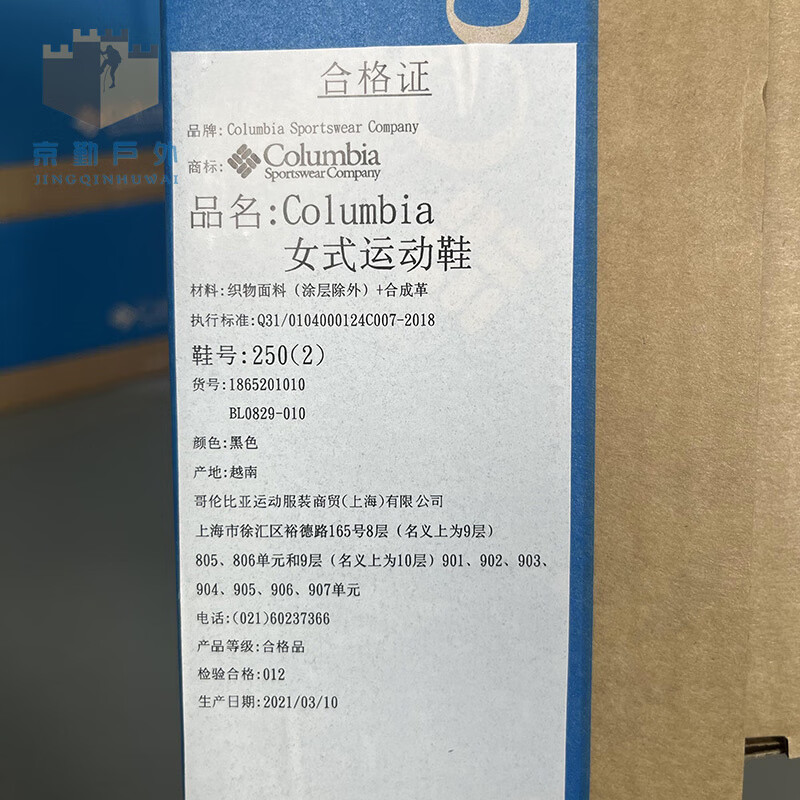 合格证
品牌:Columbia Sportswear Company
商标:Columbia
Sportswear Company
品名:Columbia
女式运动鞋
材料:织物面料（涂层除外）+合成革
执行标准:Q31/0104000124C007-2018
鞋号:250(2)
货号:1865201010
BL0829-010
颜色:黑色
产地:越南
哥伦比亚运动服装商贸(上海)有限公司
上海市徐汇区裕德路165号8层（名义上为9层）
805、806单元和9层（名义上为10层）901、902、903、
904、905、906、907单元
电话:(021)60237366
产品等级:合格品
检验合格:012
生产日期:2021/03/10
京勤戶外
JINGQINHUWAI